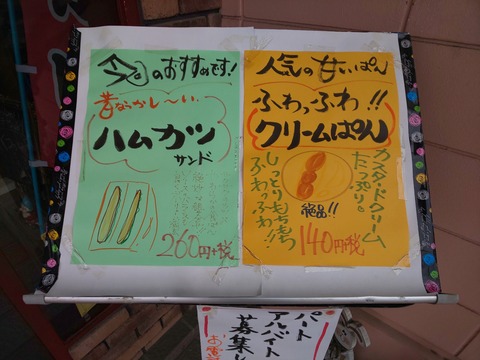 今日のおすすめです!
昔なつかし〜い
ハムカツ
サンド
260円+税
人気の甘いぱん
ふわっふわ!!
クリームぱん
カスタードクリーム
たっぷり。
絶品!!
しっとりもちもち
ふわっふわ!!
140円+税
パート
アルバイト
募集